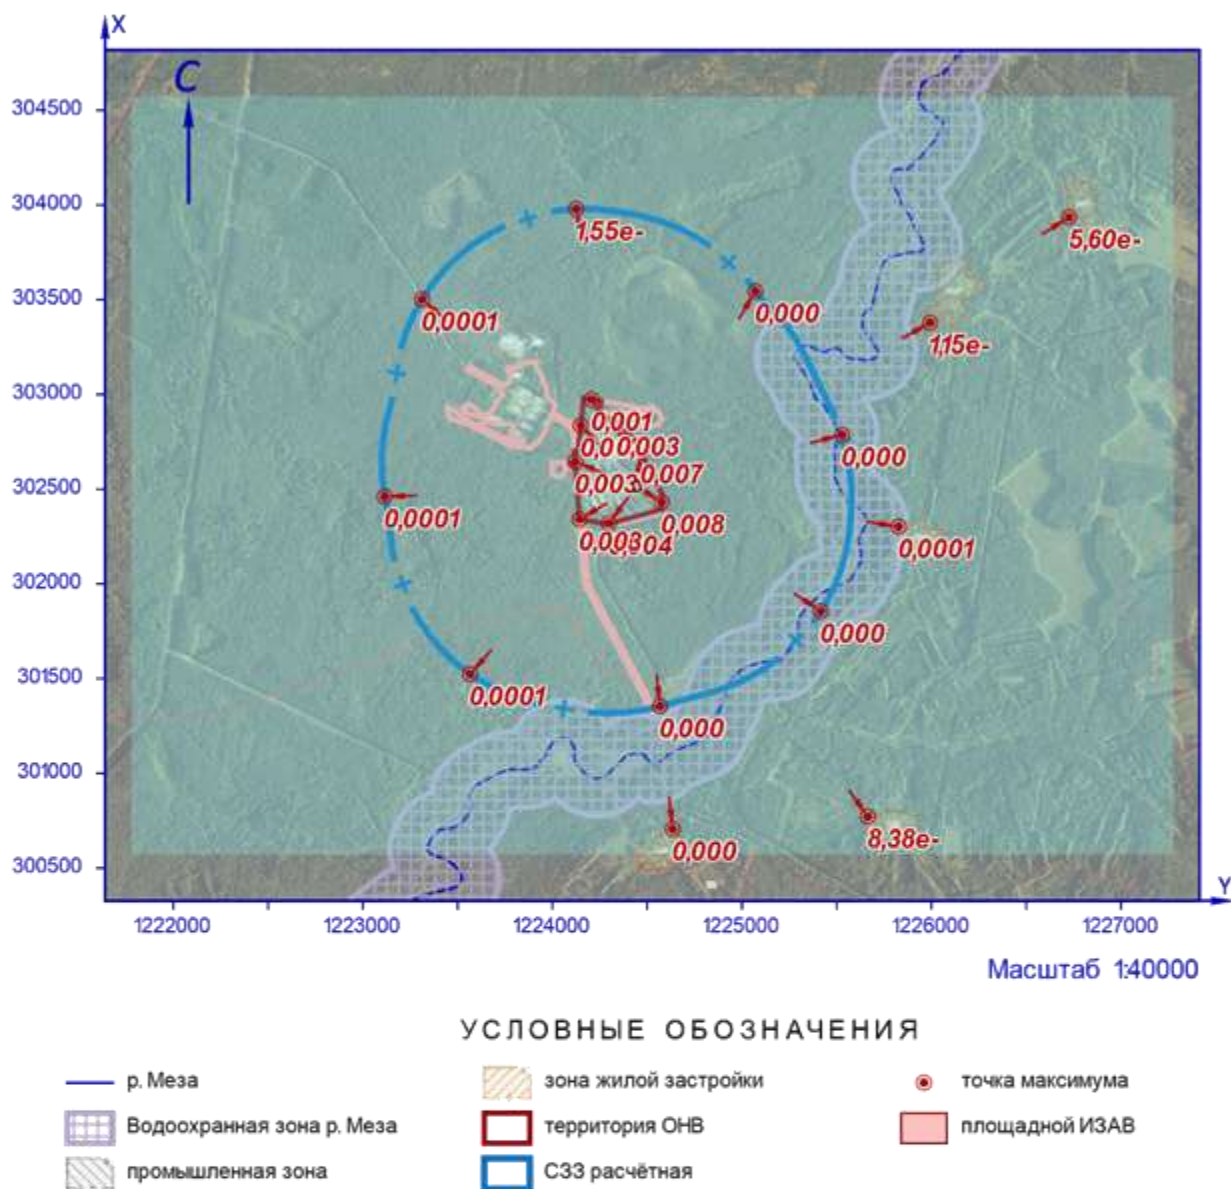 X
С
304500
304000
1,55e-
5,60e-
303500
0,0001
0,000
1,15e-
303000
0,001
0,003
0,000
302500
0,003
0,007
0,0001
0,008
0,003
0,0001
302000
0,000
301500
0,0001
0,000
301000
0,000
8,38e-
300500
Y
1222000 1223000 1224000 1225000 1226000 1227000
Масштаб 1:40000
УСЛОВНЫЕ ОБОЗНАЧЕНИЯ
р. Меза зона жилой застройки точка максимума
Водоохранная зона р. Меза территория ОНВ площадной ИЗАВ
промышленная зона СЗЗ расчётная